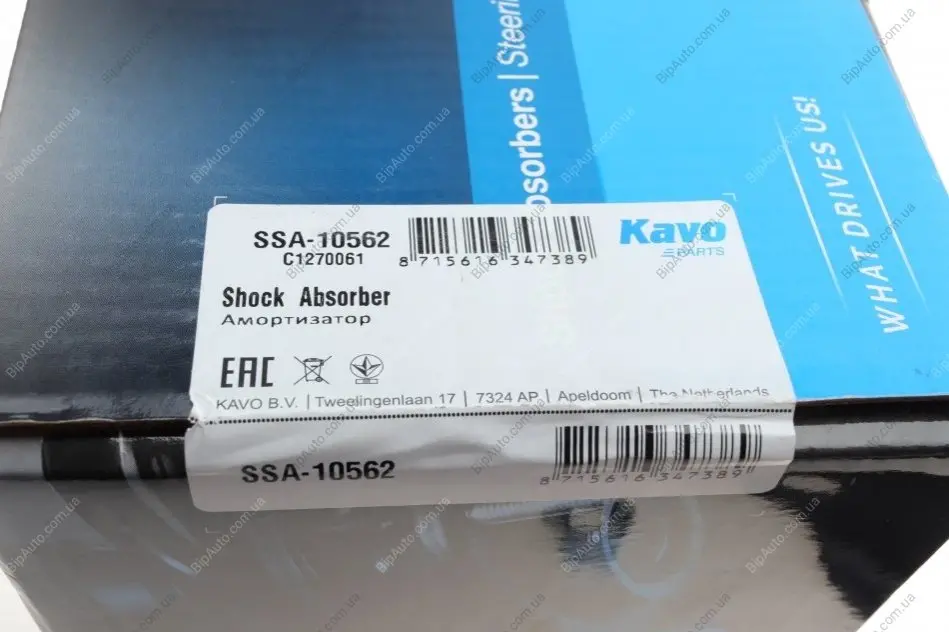 osorbers | Steeri
WHAT DRIVES US!
SSA-10562
C1270061
8 715616 347389
Kavo
PARTS
Shock Absorber
Амортизатор
EAC
KAVO B.V. | Tweelingenlaan 17 | 7324 AP | Apeldoorn | The Netherlands
SSA-10562
8 715616 347389
BipAuto.com.ua